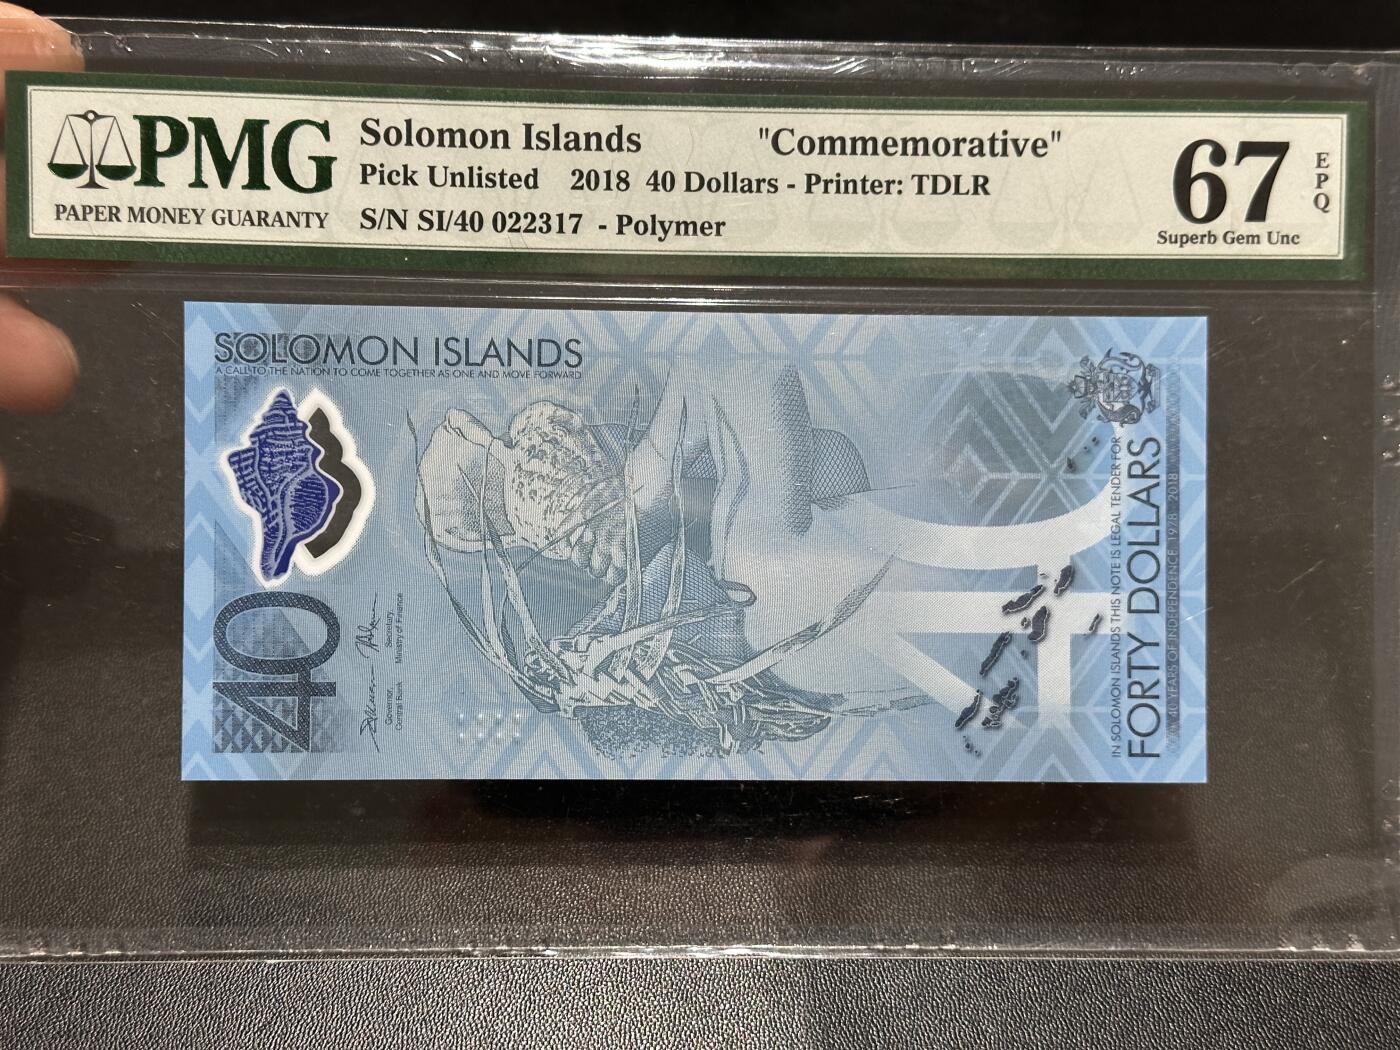 PMG
PAPER MONEY GUARANTY
Solomon Islands "Commemorative"
Pick Unlisted 2018 40 Dollars - Printer: TDLR
S/N SI/40 022317 - Polymer
67
EPQ
Superb Gem Unc
SOLOMON ISLANDS
A CALL TO THE NATION TO COME TOGETHER AS ONE AND MOVE FORWARD
40
Governor,
Central Bank
Secretary,
Ministry of Finance
IN SOLOMON ISLANDS THIS NOTE IS LEGAL TENDER FOR
FORTY DOLLARS
40 YEARS OF INDEPENDENCE 1978 2018